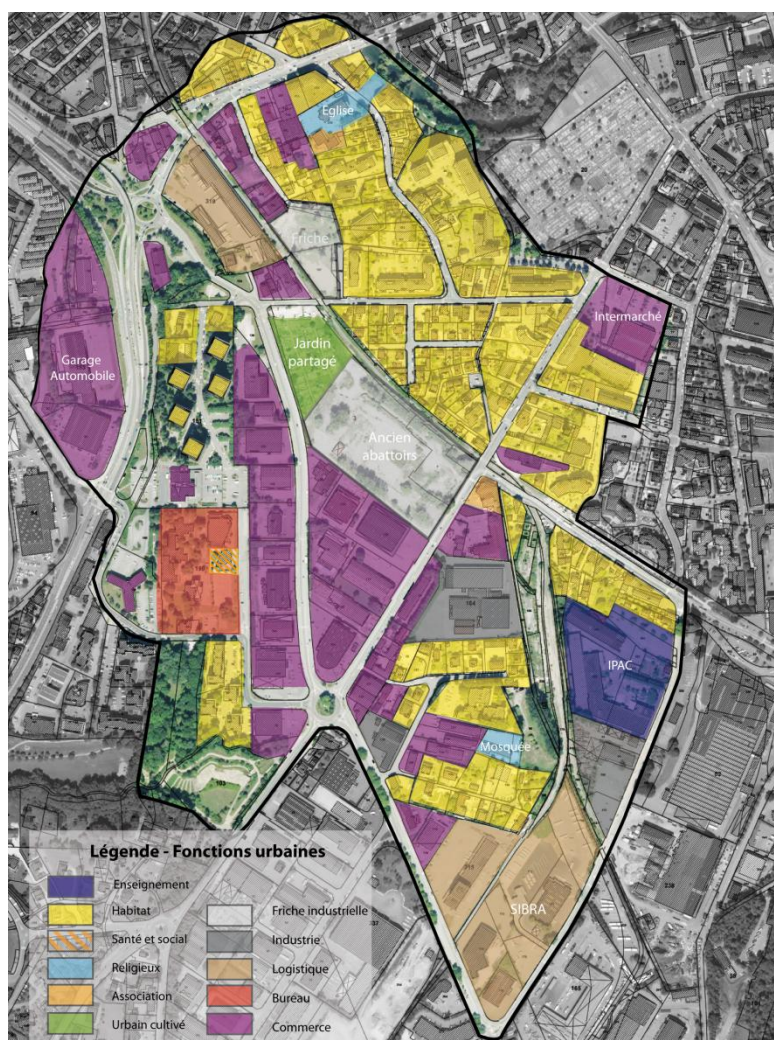 Église
Friche
Intermarché
Jardin
partagé
Garage
Automobile
Ancien
abattoirs
IPAC
Mosquée
SIBRA
Légende - Fonctions urbaines
Enseignement
Habitat
Santé et social
Religieux
Association
Urbain cultivé
Friche industrielle
Industrie
Logistique
Bureau
Commerce